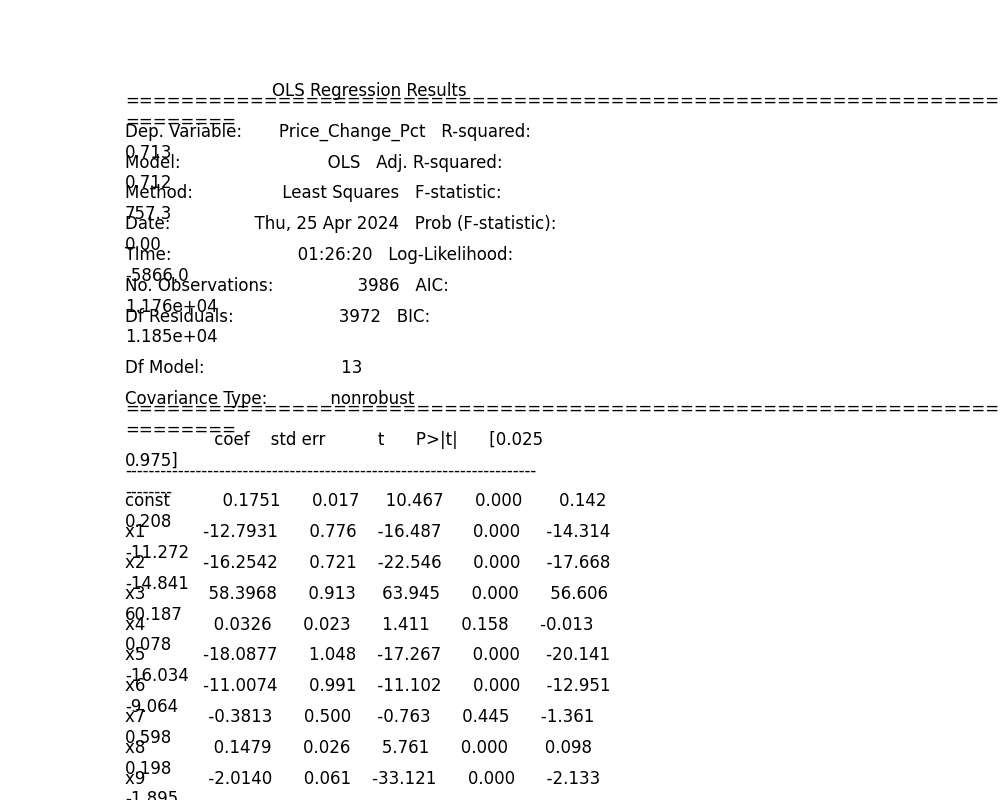 OLS Regression Results
==============================================================================
========
Dep. Variable: Price_Change_Pct R-squared:
0.713
Model: OLS Adj. R-squared:
0.712
Method: Least Squares F-statistic:
757.3
Date: Thu, 25 Apr 2024 Prob (F-statistic):
0.00
Time: 01:26:20 Log-Likelihood:
-5866.0
No. Observations: 3986 AIC:
1.176e+04
Df Residuals: 3972 BIC:
1.185e+04
Df Model: 13
Covariance Type: nonrobust
==============================================================================
========
coef std err t P>|t| [0.025
0.975]
------------------------------------------------------------------------------
--------
const 0.1751 0.017 10.467 0.000 0.142
0.208
x1 -12.7931 0.776 -16.487 0.000 -14.314
-11.272
x2 -16.2542 0.721 -22.546 0.000 -17.668
-14.841
x3 58.3968 0.913 63.945 0.000 56.606
60.187
x4 0.0326 0.023 1.411 0.158 -0.013
0.078
x5 -18.0877 1.048 -17.267 0.000 -20.141
-16.034
x6 -11.0074 0.991 -11.102 0.000 -12.951
-9.064
x7 -0.3813 0.500 -0.763 0.445 -1.361
0.598
x8 0.1479 0.026 5.761 0.000 0.098
0.198
x9 -2.0140 0.061 -33.121 0.000 -2.133
-1.895